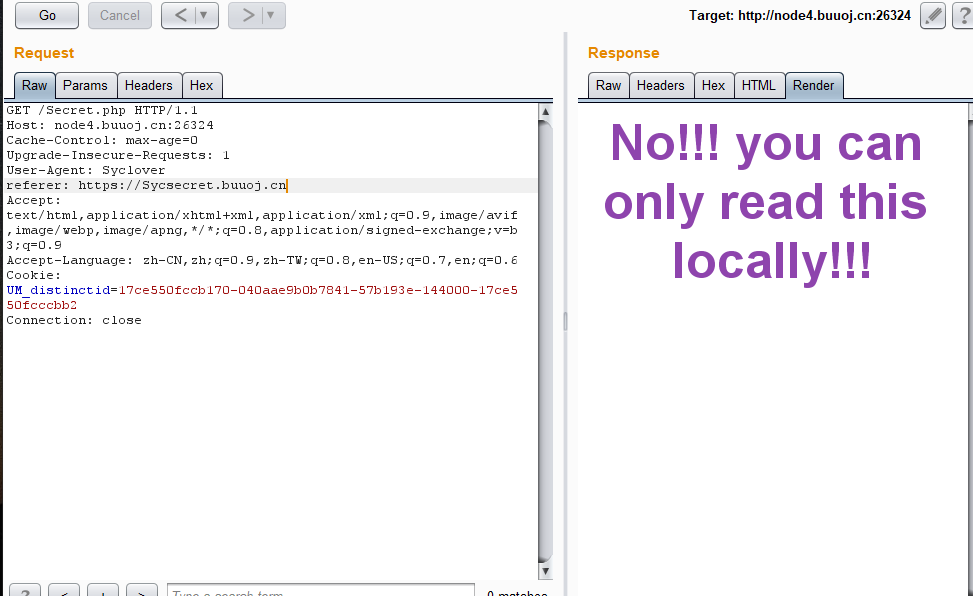 Go
Cancel
<
>
Target: http://node4.buuoj.cn:26324
?
Request
Response
Raw
Params
Headers
Hex
Raw
Headers
Hex
HTML
Render
GET /Secret.php HTTP/1.1
Host: node4.buuoj.cn:26324
Cache-Control: max-age=0
Upgrade-Insecure-Requests: 1
User-Agent: Syclover
referer: https://Sycsecret.buuoj.cn
Accept:
text/html,application/xhtml+xml,application/xml;q=0.9,image/avif
,image/webp,image/apng,*/*;q=0.8,application/signed-exchange;v=b
3;q=0.9
Accept-Language: zh-CN,zh;q=0.9,zh-TW;q=0.8,en-US;q=0.7,en;q=0.6
Cookie:
UM_distinctid=17ce550fccb170-040aae9b0b7841-57b193e-144000-17ce5
50fcccbb2
Connection: close
No!!! you can
only read this
locally!!!
?
<
+
>
Type a search term
0 matches